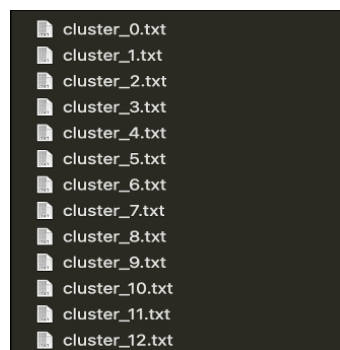 cluster_0.txt
cluster_1.txt
cluster_2.txt
cluster_3.txt
cluster_4.txt
cluster_5.txt
cluster_6.txt
cluster_7.txt
cluster_8.txt
cluster_9.txt
cluster_10.txt
cluster_11.txt
cluster_12.txt